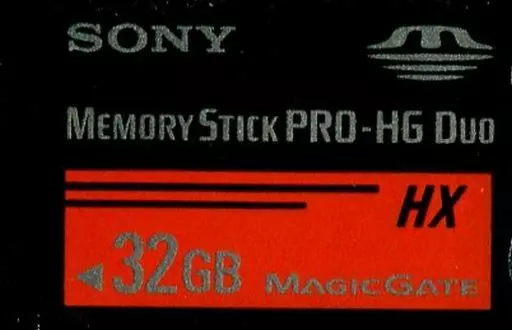 SONY
MEMORY STICK PRO-HG DUO
HX
32GB MAGICGATE